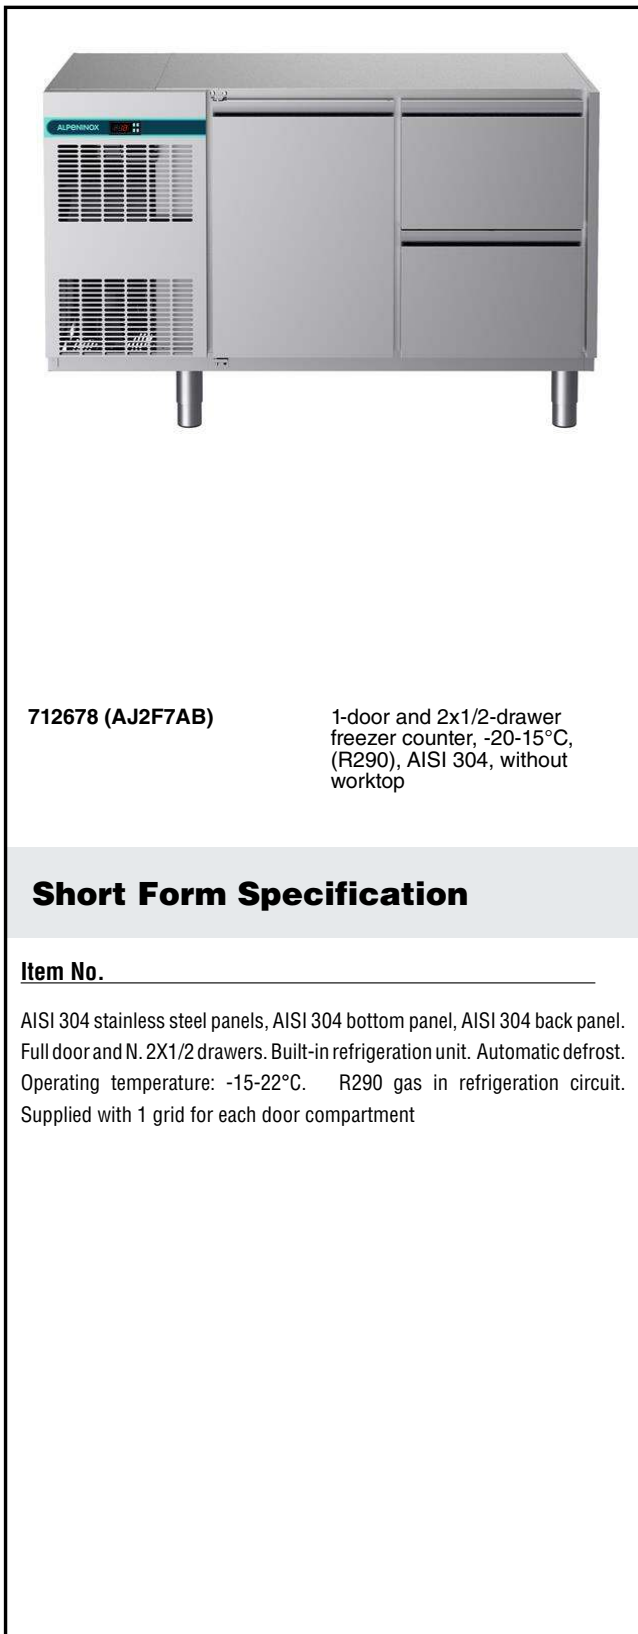 ALPENINOX
712678 (AJ2F7AB)
1-door and 2x1/2-drawer
freezer counter, -20-15°C,
(R290), AISI 304, without
worktop
Short Form Specification
Item No.
AISI 304 stainless steel panels, AISI 304 bottom panel, AISI 304 back panel.
Full door and N. 2X1/2 drawers. Built-in refrigeration unit. Automatic defrost.
Operating temperature: -15-22°C. R290 gas in refrigeration circuit.
Supplied with 1 grid for each door compartment